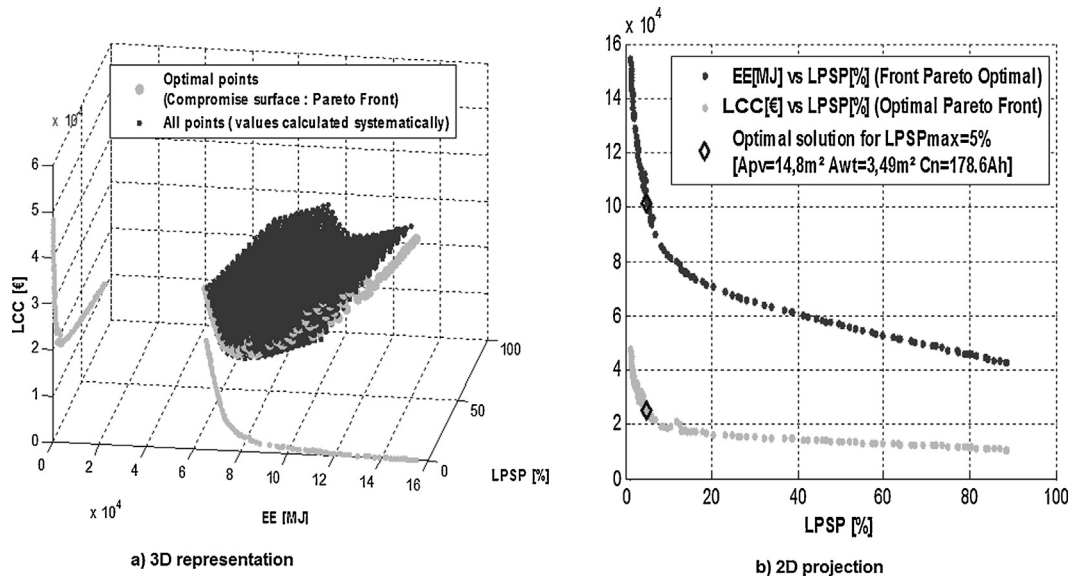 Optimal points
(Compromise surface : Pareto Front)
All points ( values calculated systematically)
x 10⁴
6
5
4
3
2
1
0
LCC [€]
0
2
4
6
8
10
12
14
16
x 10⁴
EE [MJ]
0
50
100
LPSP [%]
a) 3D representation
x 10⁴
16
14
12
10
8
6
4
2
0
EE[MJ] vs LPSP[%] (Front Pareto Optimal)
LCC[€] vs LPSP[%] (Optimal Pareto Front)
Optimal solution for LPSPmax=5%
[Apv=14,8m² Awt=3,49m² Cn=178.6Ah]
0
20
40
60
80
100
LPSP [%]
b) 2D projection